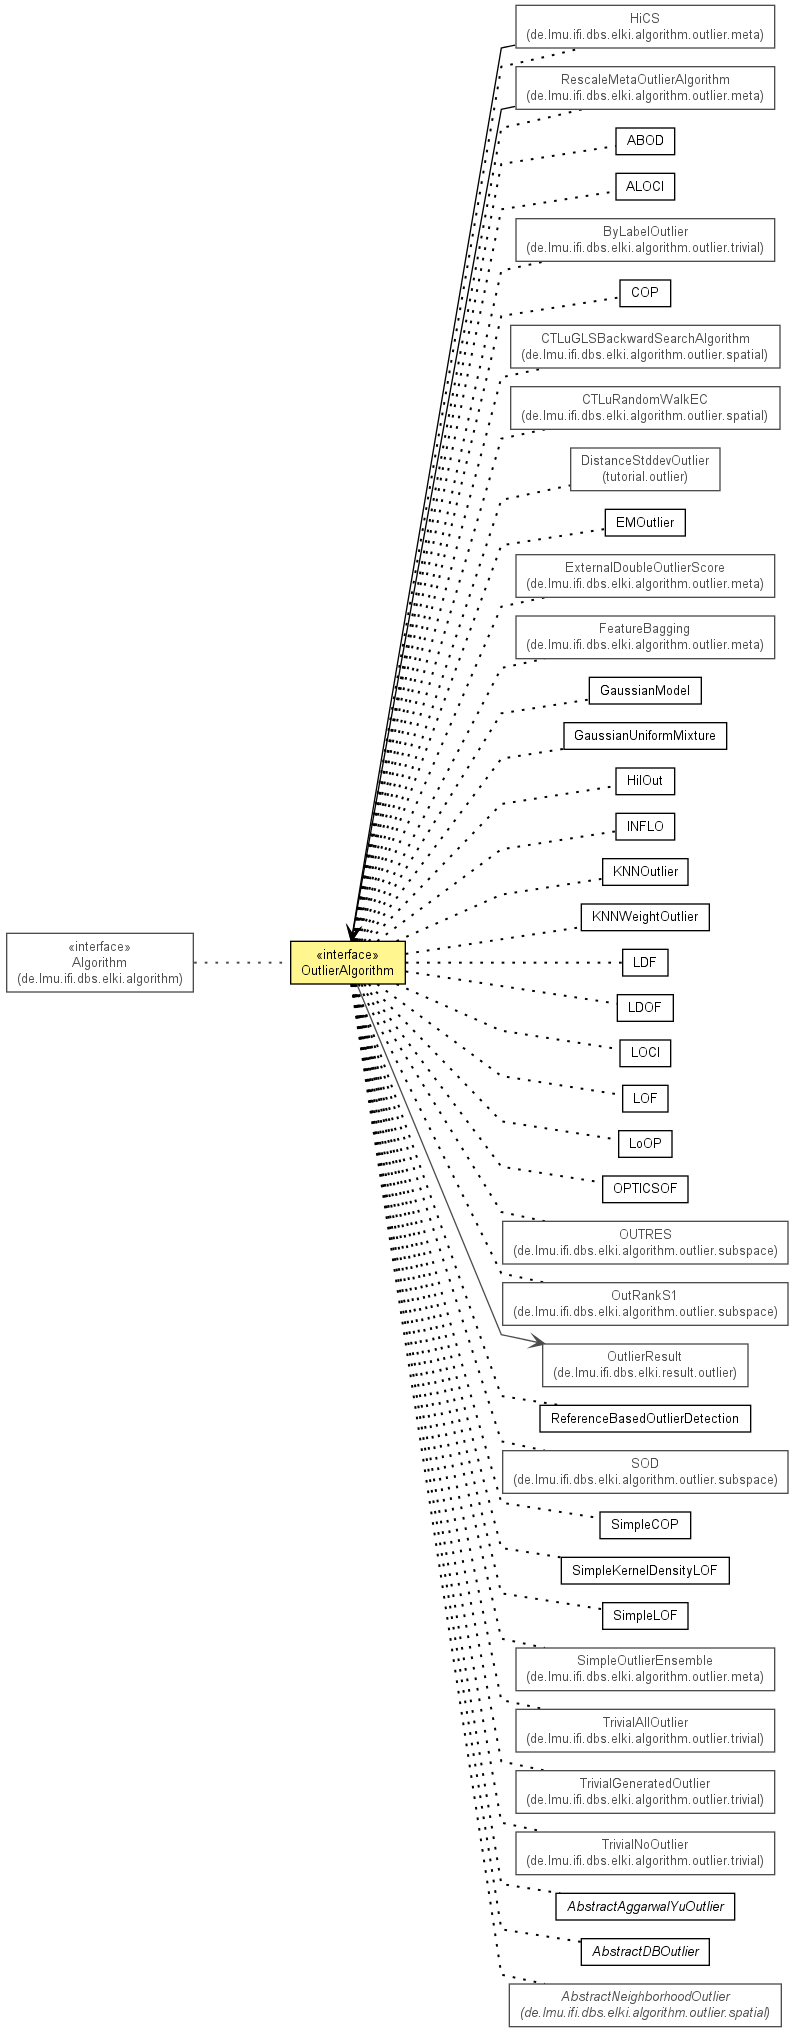 HiCS
(de.lmu.ifi.dbs.elki.algorithm.outlier.meta)
RescaleMetaOutlierAlgorithm
(de.lmu.ifi.dbs.elki.algorithm.outlier.meta)
ABOD
ALOCI
ByLabelOutlier
(de.lmu.ifi.dbs.elki.algorithm.outlier.trivial)
COP
CTLuGLSBackwardSearchAlgorithm
(de.lmu.ifi.dbs.elki.algorithm.outlier.spatial)
CTLuRandomWalkEC
(de.lmu.ifi.dbs.elki.algorithm.outlier.spatial)
DistanceStddevOutlier
(tutorial.outlier)
EMOutlier
ExternalDoubleOutlierScore
(de.lmu.ifi.dbs.elki.algorithm.outlier.meta)
FeatureBagging
(de.lmu.ifi.dbs.elki.algorithm.outlier.meta)
GaussianModel
GaussianUniformMixture
HilOut
INFLO
KNNOutlier
KNNWeightOutlier
«interface»
Algorithm
(de.lmu.ifi.dbs.elki.algorithm)
«interface»
OutlierAlgorithm
LDF
LDOF
LOCI
LOF
LoOP
OPTICSOF
OUTRES
(de.lmu.ifi.dbs.elki.algorithm.outlier.subspace)
OutRankS1
(de.lmu.ifi.dbs.elki.algorithm.outlier.subspace)
OutlierResult
(de.lmu.ifi.dbs.elki.result.outlier)
ReferenceBasedOutlierDetection
SOD
(de.lmu.ifi.dbs.elki.algorithm.outlier.subspace)
SimpleCOP
SimpleKernelDensityLOF
SimpleLOF
SimpleOutlierEnsemble
(de.lmu.ifi.dbs.elki.algorithm.outlier.meta)
TrivialAllOutlier
(de.lmu.ifi.dbs.elki.algorithm.outlier.trivial)
TrivialGeneratedOutlier
(de.lmu.ifi.dbs.elki.algorithm.outlier.trivial)
TrivialNoOutlier
(de.lmu.ifi.dbs.elki.algorithm.outlier.trivial)
AbstractAggarwalYuOutlier
AbstractDBOutlier
AbstractNeighborhoodOutlier
(de.lmu.ifi.dbs.elki.algorithm.outlier.spatial)